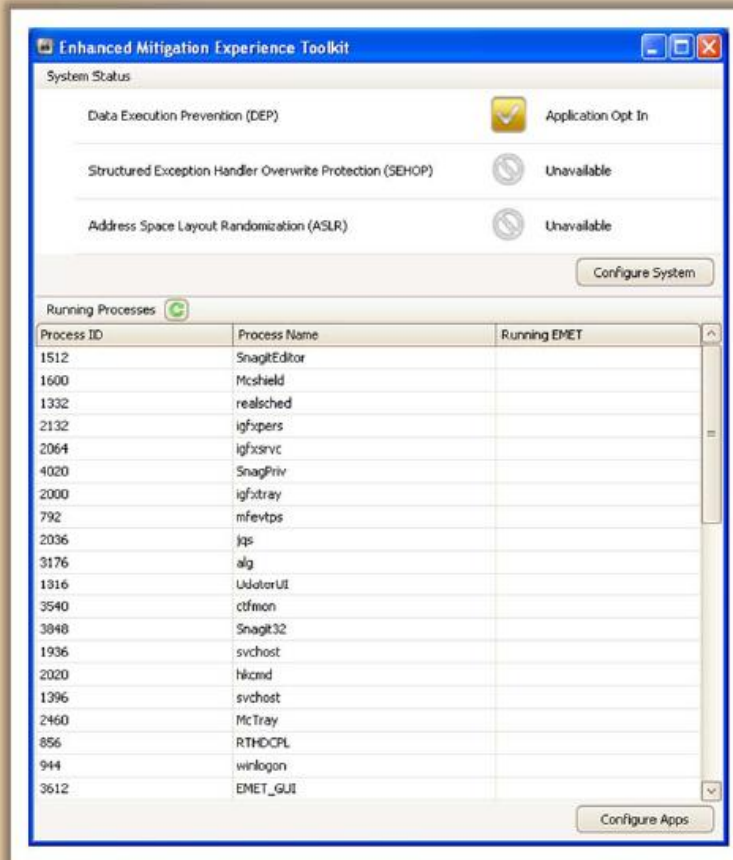 Enhanced Mitigation Experience Toolkit
System Status
Data Execution Prevention (DEP) Application Opt In
Structured Exception Handler Overwrite Protection (SEHOP) Unavailable
Address Space Layout Randomization (ASLR) Unavailable
Configure System
Running Processes
Process ID Process Name Running EMET
1512 SnagitEditor
1600 Mcshield
1332 realsched
2132 igfxpers
2064 igfxsrvc
4020 SnagPriv
2000 igfxtray
792 mfevtps
2036 jqs
3176 alg
1316 UdaterUI
3540 ctfmon
3848 Snagit32
1936 svchost
2020 hkcmd
1396 svchost
2460 McTray
856 RTHDCPL
944 winlogon
3612 EMET_GUI
Configure Apps